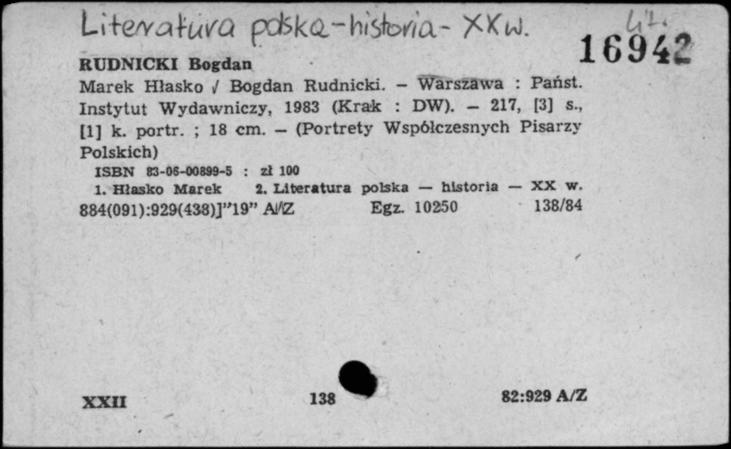 Literatura polska - historia - XX w.
Lit.
16942
RUDNICKI Bogdan
Marek Hłasko / Bogdan Rudnicki. — Warszawa : Państ.
Instytut Wydawniczy, 1983 (Krak : DW). — 217, [3] s.,
[1] k. portr. ; 18 cm. — (Portrety Współczesnych Pisarzy
Polskich)
ISBN 83-06-00899-5 : zł 100
1. Hłasko Marek 2. Literatura polska — historia — XX w.
884(091):929(438)]"19" A//Z Egz. 10250 138/84
XXII 138 82:929 A/Z